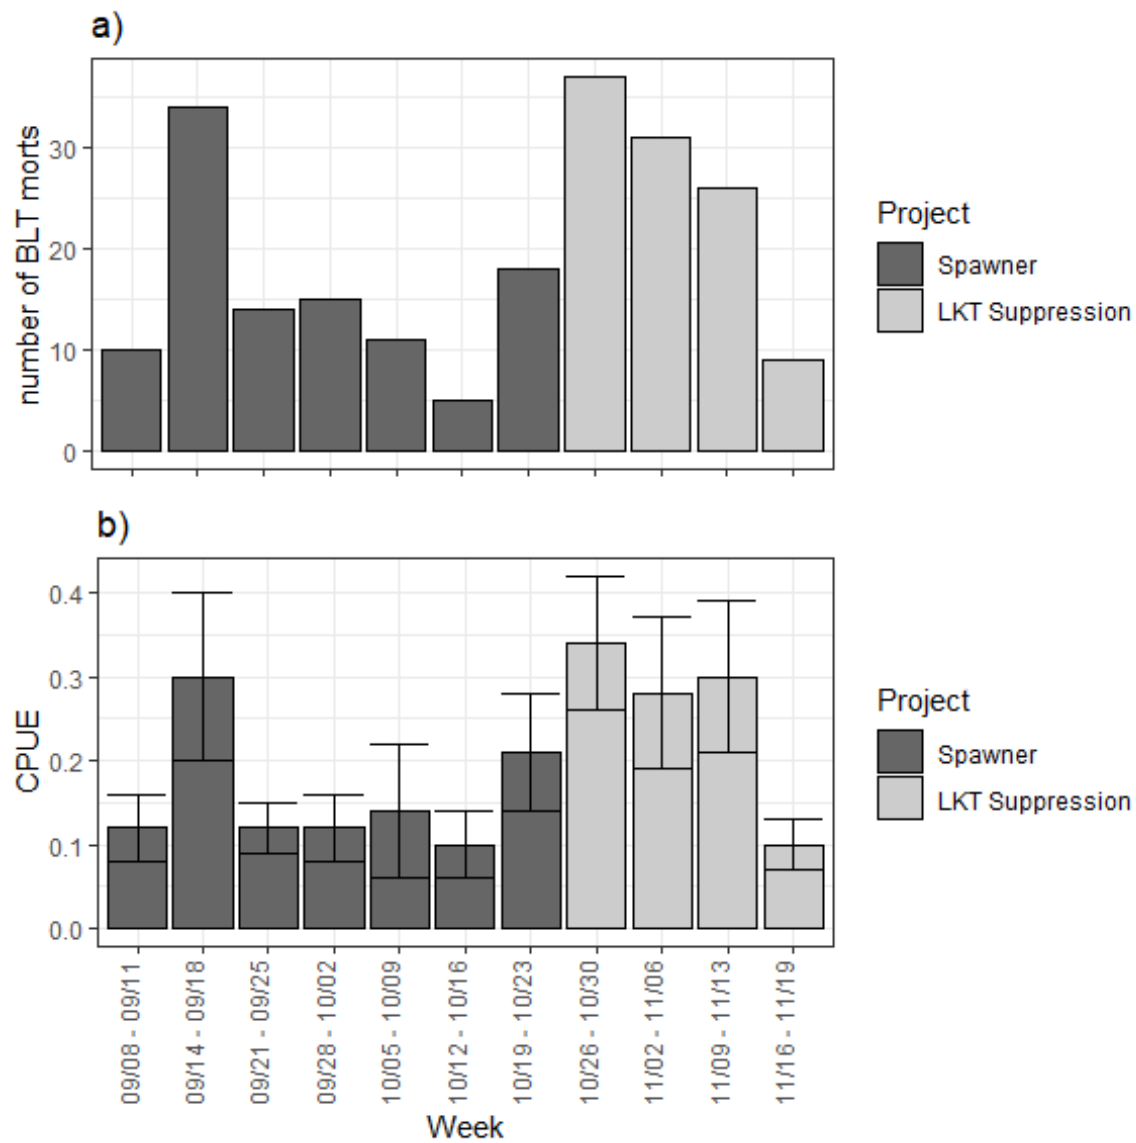 a)
number of BLT morts
30
20
10
0
Project
Spawner
LKT Suppression
b)
CPUE
0.4
0.3
0.2
0.1
0.0
Project
Spawner
LKT Suppression
09/08 - 09/11
09/14 - 09/18
09/21 - 09/25
09/28 - 10/02
10/05 - 10/09
10/12 - 10/16
10/19 - 10/23
10/26 - 10/30
11/02 - 11/06
11/09 - 11/13
11/16 - 11/19
Week